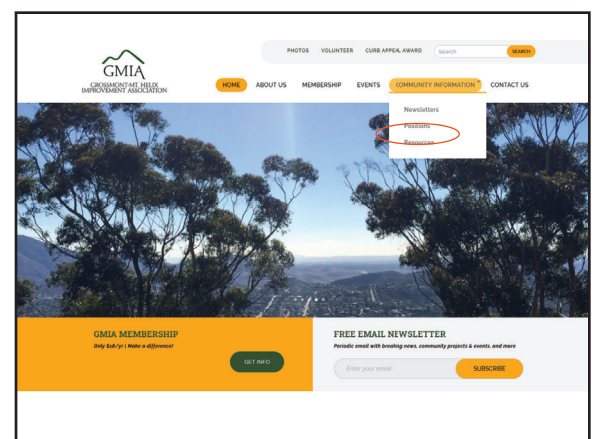 PHOTOS VOLUNTEER CURB APPEAL AWARD Search SEARCH
GMIA
GROSSMONT-MT. HELIX
IMPROVEMENT ASSOCIATION
HOME ABOUT US MEMBERSHIP EVENTS COMMUNITY INFORMATION CONTACT US
Newsletters
Positions
Resources
GMIA MEMBERSHIP
Only $18/yr | Make a difference!
GET INFO
FREE EMAIL NEWSLETTER
Periodic email with breaking news, community projects & events, and more
Enter your email SUBSCRIBE